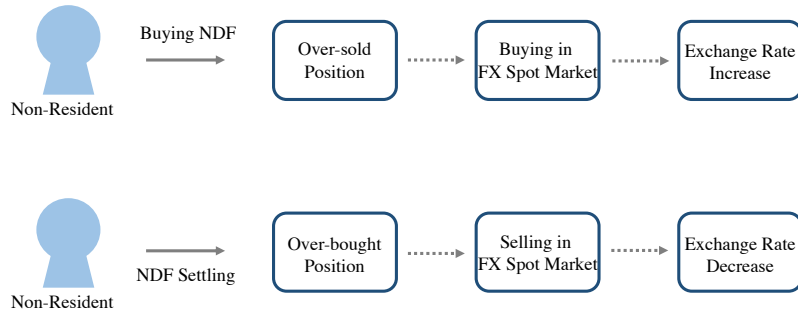 Buying NDF
Non-Resident
Over-sold
Position
Buying in
FX Spot Market
Exchange Rate
Increase
NDF Settling
Non-Resident
Over-bought
Position
Selling in
FX Spot Market
Exchange Rate
Decrease